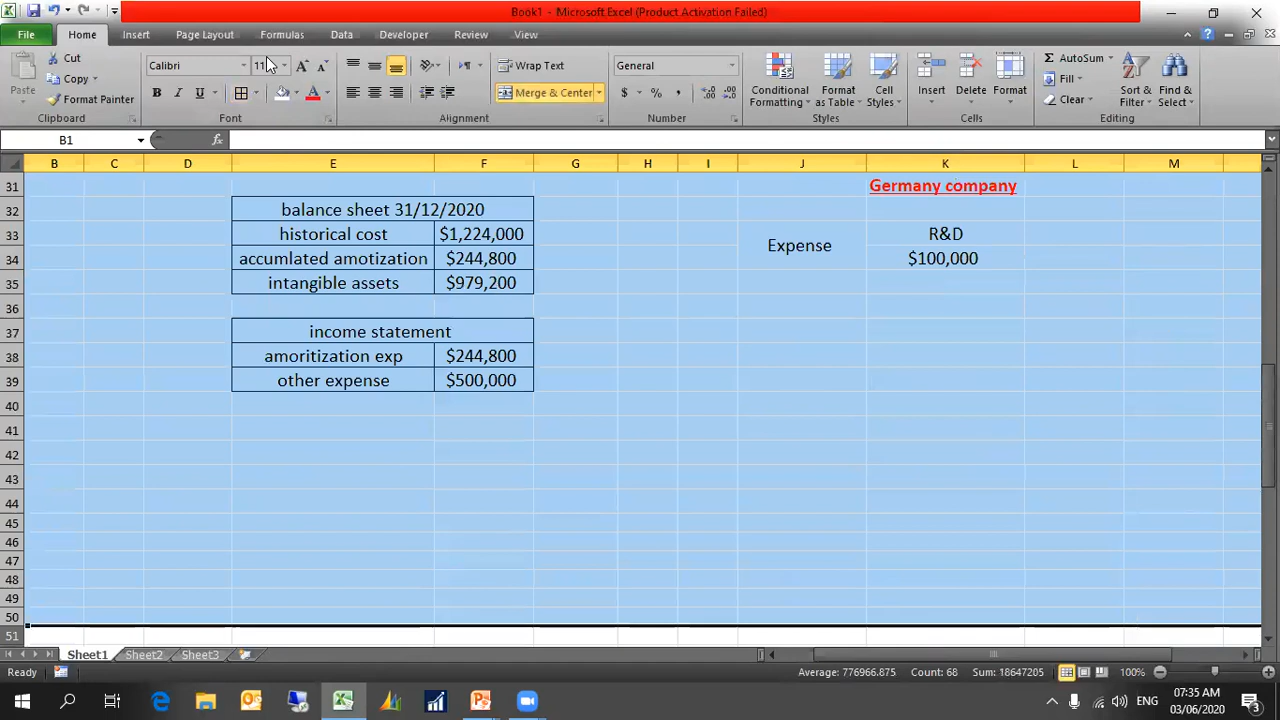 Book1 - Microsoft Excel (Product Activation Failed)
File Home Insert Page Layout Formulas Data Developer Review View
Paste
Cut
Copy
Format Painter
Clipboard
Calibri 11
B I U
Font
Wrap Text
Merge & Center
Alignment
General
$ % ,
Number
Conditional Formatting
Format as Table
Cell Styles
Styles
Insert
Delete
Format
Cells
Σ AutoSum
Fill
Clear
Sort & Filter
Find & Select
Editing
B1 fx
B C D E F G H I J K L M
31 Germany company
32 balance sheet 31/12/2020
33 historical cost $1,224,000 R&D
Expense
34 accumlated amotization $244,800 $100,000
35 intangible assets $979,200
36
37 income statement
38 amoritization exp $244,800
39 other expense $500,000
40
41
42
43
44
45
46
47
48
49
50
51
Sheet1 Sheet2 Sheet3
Ready Average: 776966.875 Count: 68 Sum: 18647205 100%
ENG 07:35 AM
03/06/2020 3